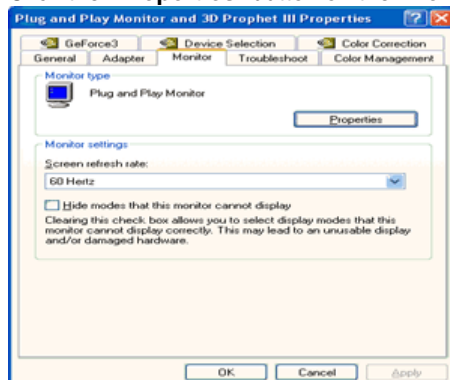 Plug and Play Monitor and 3D Prophet III Properties
GeForce3 Device Selection Color Correction
General Adapter Monitor Troubleshoot Color Management
Monitor type
Plug and Play Monitor
Properties
Monitor settings
Screen refresh rate:
60 Hertz
Hide modes that this monitor cannot display
Clearing this check box allows you to select display modes that this
monitor cannot display correctly. This may lead to an unusable display
and/or damaged hardware.
OK Cancel Apply